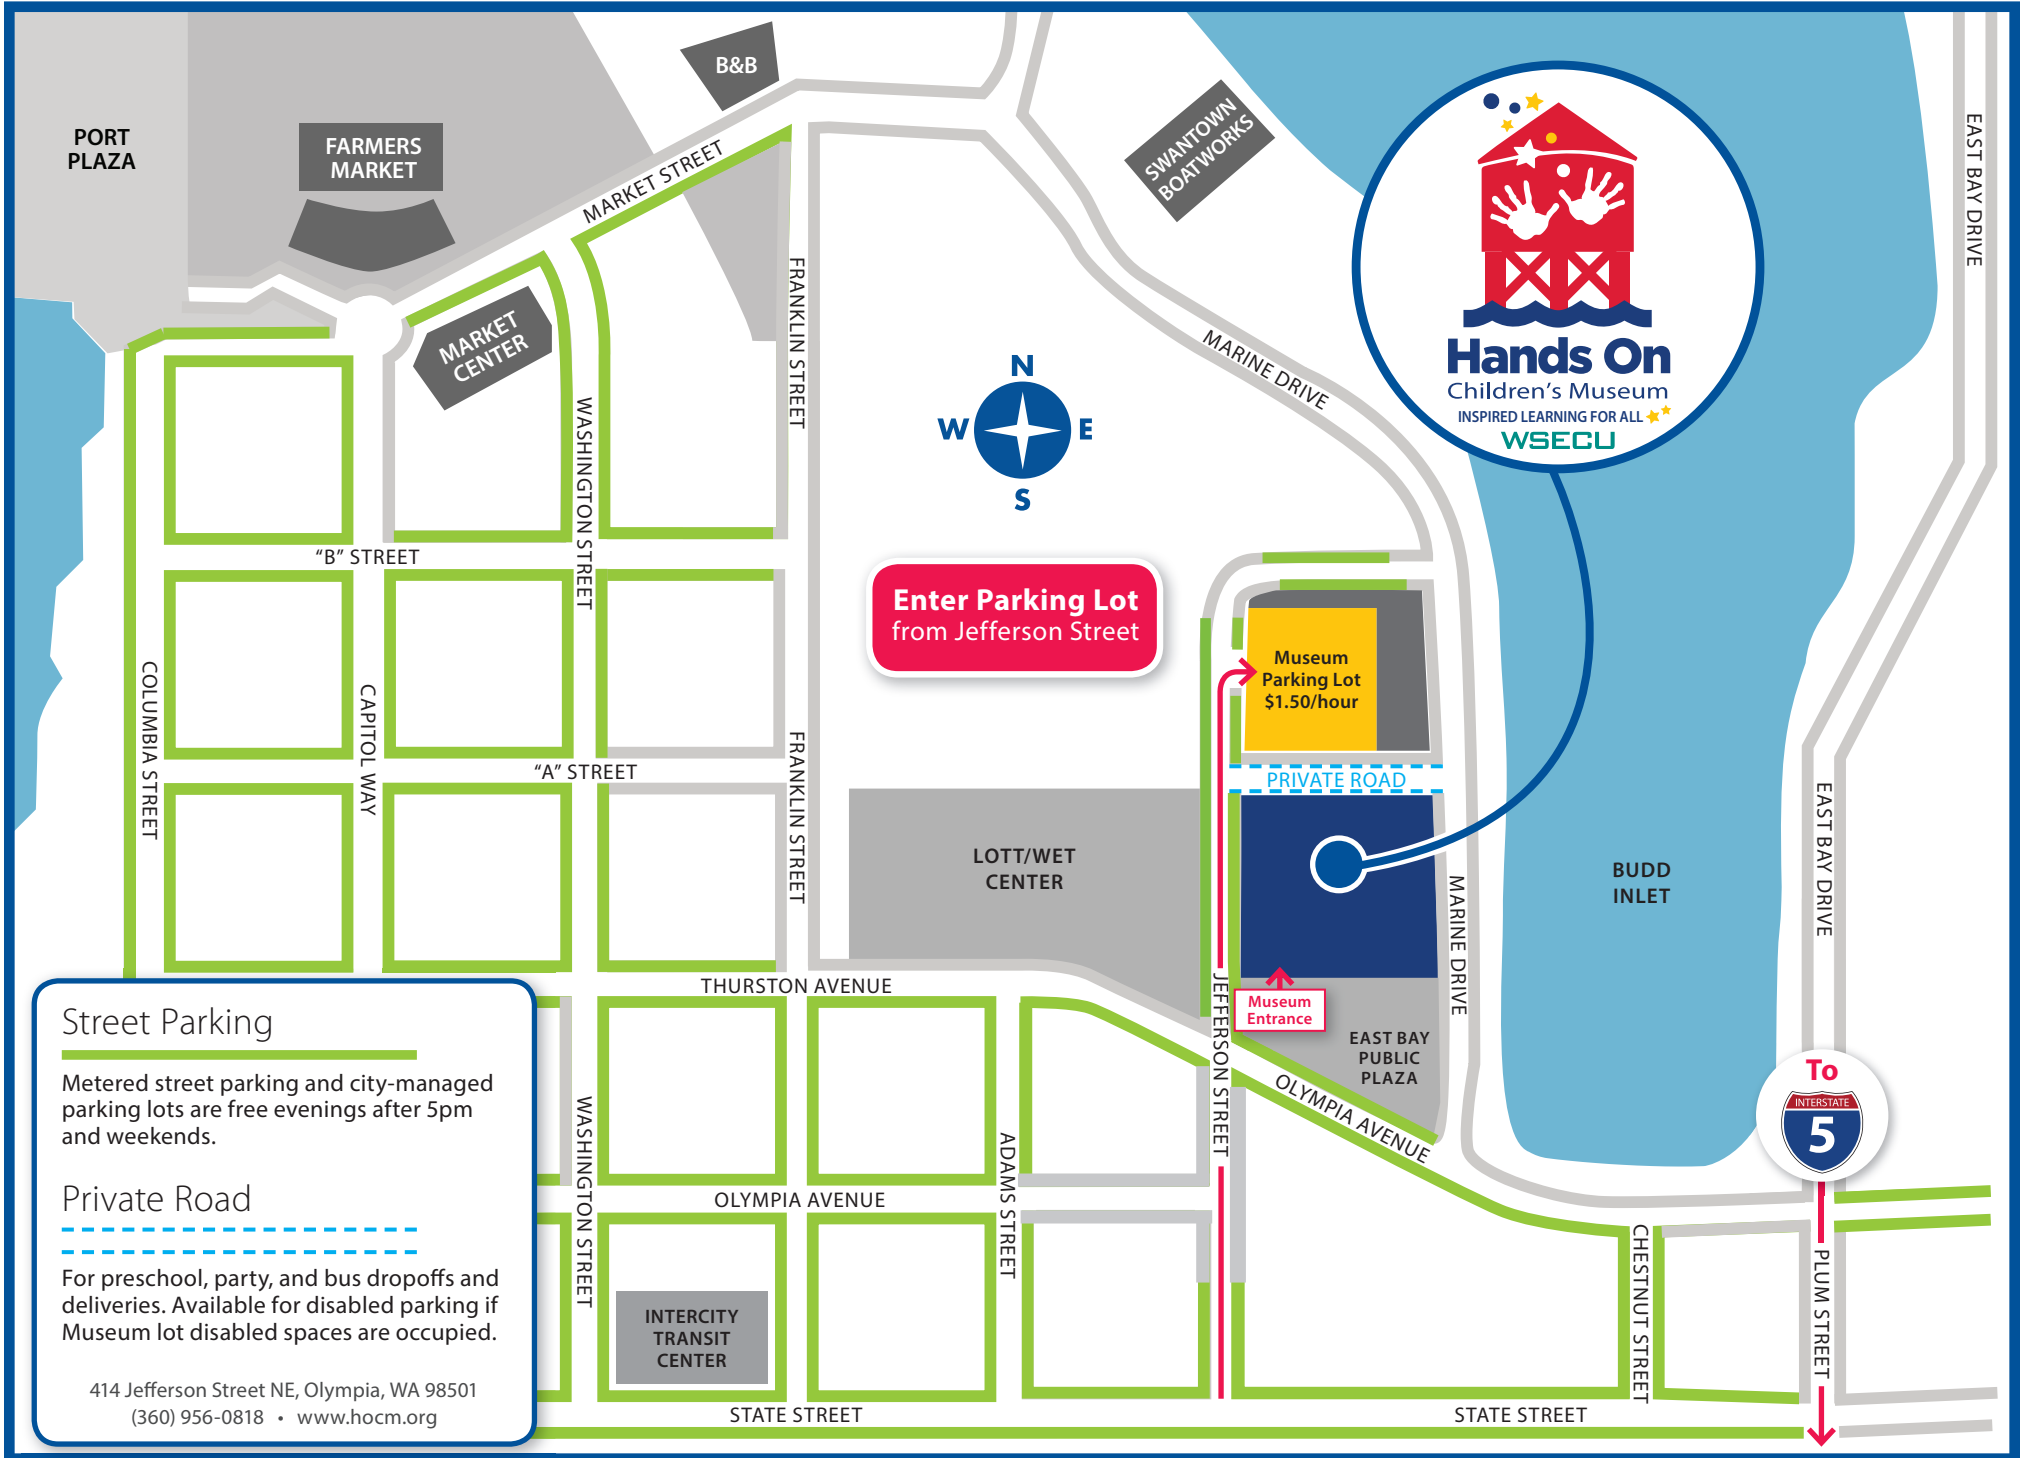 PORT
PLAZA
FARMERS
MARKET
B&B
MARKET STREET
MARKET
CENTER
SWANTOWN
BOATWORKS
EAST BAY DRIVE
Hands On
Children's Museum
INSPIRED LEARNING FOR ALL
WSECU
FRANKLIN STREET
MARINE DRIVE
N
W
E
S
WASHINGTON STREET
"B" STREET
Enter Parking Lot
from Jefferson Street
Museum
Parking Lot
$1.50/hour
PRIVATE ROAD
COLUMBIA STREET
CAPITOL WAY
"A" STREET
FRANKLIN STREET
EAST BAY DRIVE
LOTT/WET
CENTER
BUDD
INLET
MARINE DRIVE
THURSTON AVENUE
JEFFERSON STREET
Museum
Entrance
EAST BAY
PUBLIC
PLAZA
OLYMPIA AVENUE
To
INTERSTATE
5
WASHINGTON STREET
ADAMS STREET
OLYMPIA AVENUE
CHESTNUT STREET
PLUM STREET
INTERCITY
TRANSIT
CENTER
STATE STREET
STATE STREET
Street Parking
Metered street parking and city-managed
parking lots are free evenings after 5pm
and weekends.
Private Road
For preschool, party, and bus dropoffs and
deliveries. Available for disabled parking if
Museum lot disabled spaces are occupied.
414 Jefferson Street NE, Olympia, WA 98501
(360) 956-0818 • www.hocm.org